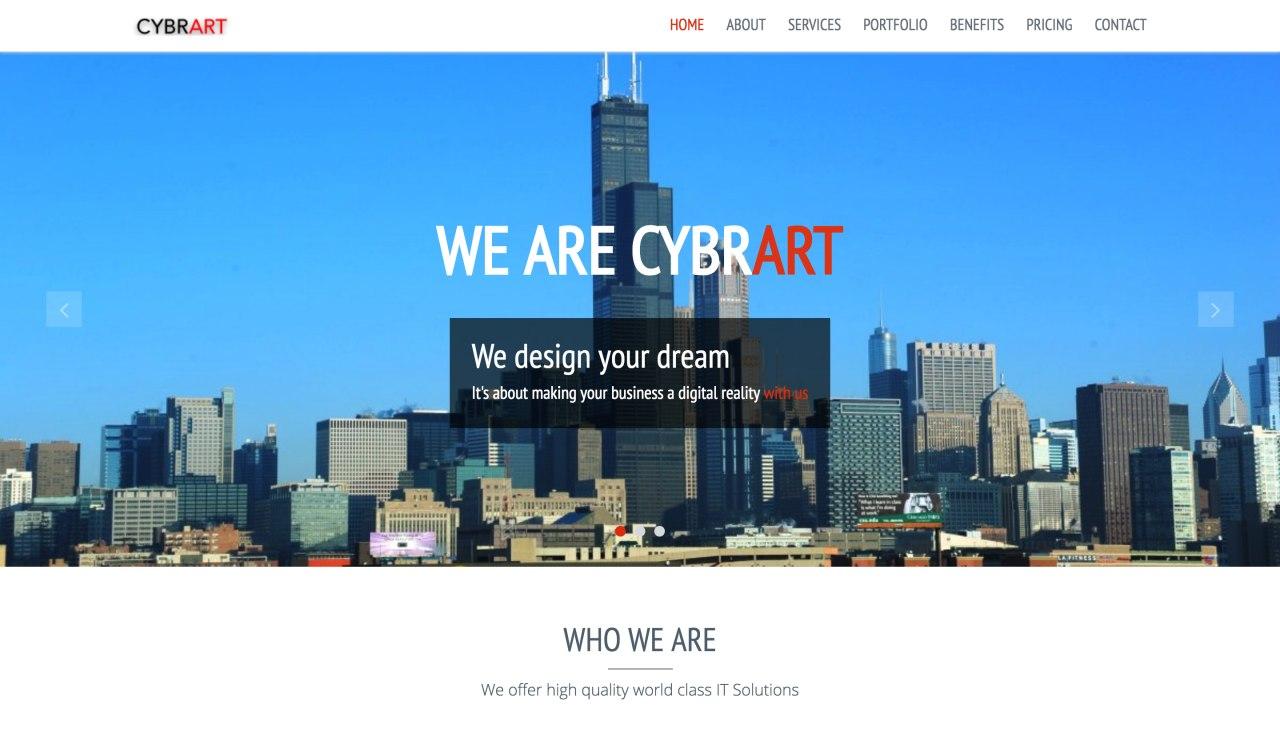 CYBRART
HOME ABOUT SERVICES PORTFOLIO BENEFITS PRICING CONTACT
WE ARE CYBRART
We design your dream
It's about making your business a digital reality with us
L.A.FITNESS
WHO WE ARE
We offer high quality world class IT Solutions